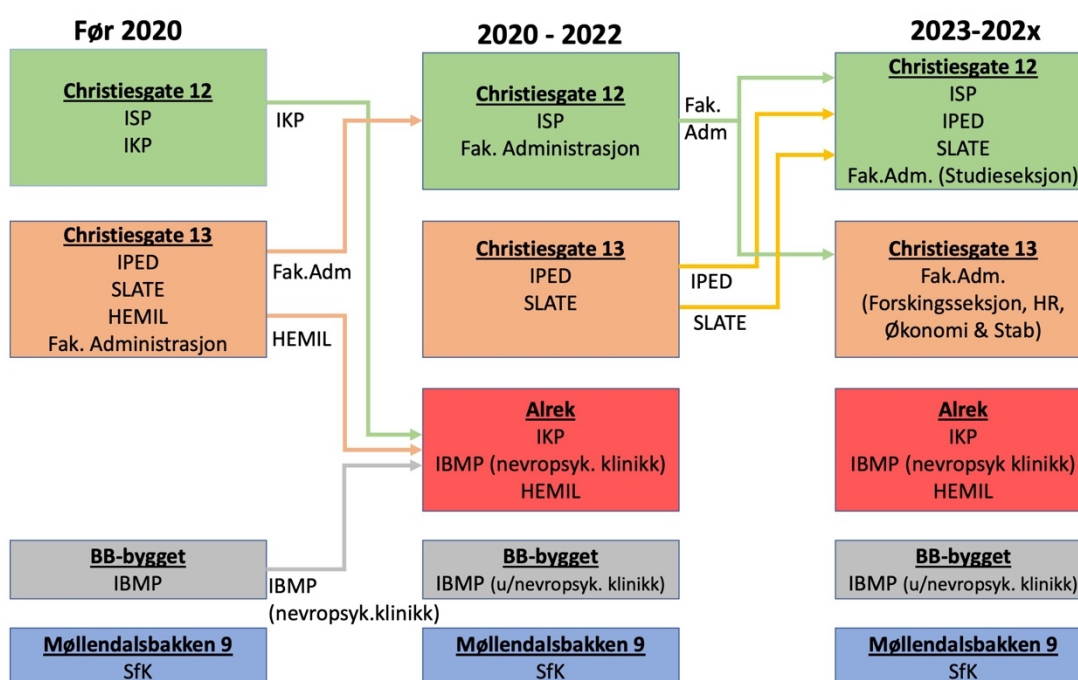 Før 2020
Christiesgate 12
ISP
IKP
IKP
Christiesgate 13
IPED
SLATE
HEMIL
Fak. Administrasjon
Fak.Adm
HEMIL
BB-bygget
IBMP
IBMP
(nevropsyk.klinikk)
Møllendalsbakken 9
SfK
2020 - 2022
Christiesgate 12
ISP
Fak. Administrasjon
Fak.
Adm
Christiesgate 13
IPED
SLATE
IPED
SLATE
Alrek
IKP
IBMP (nevropsyk. klinikk)
HEMIL
BB-bygget
IBMP (u/nevropsyk. klinikk)
Møllendalsbakken 9
SfK
2023-202x
Christiesgate 12
ISP
IPED
SLATE
Fak.Adm. (Studieseksjon)
Christiesgate 13
Fak.Adm.
(Forskingsseksjon, HR,
Økonomi & Stab)
Alrek
IKP
IBMP (nevropsyk klinikk)
HEMIL
BB-bygget
IBMP (u/nevropsyk. klinikk)
Møllendalsbakken 9
SfK